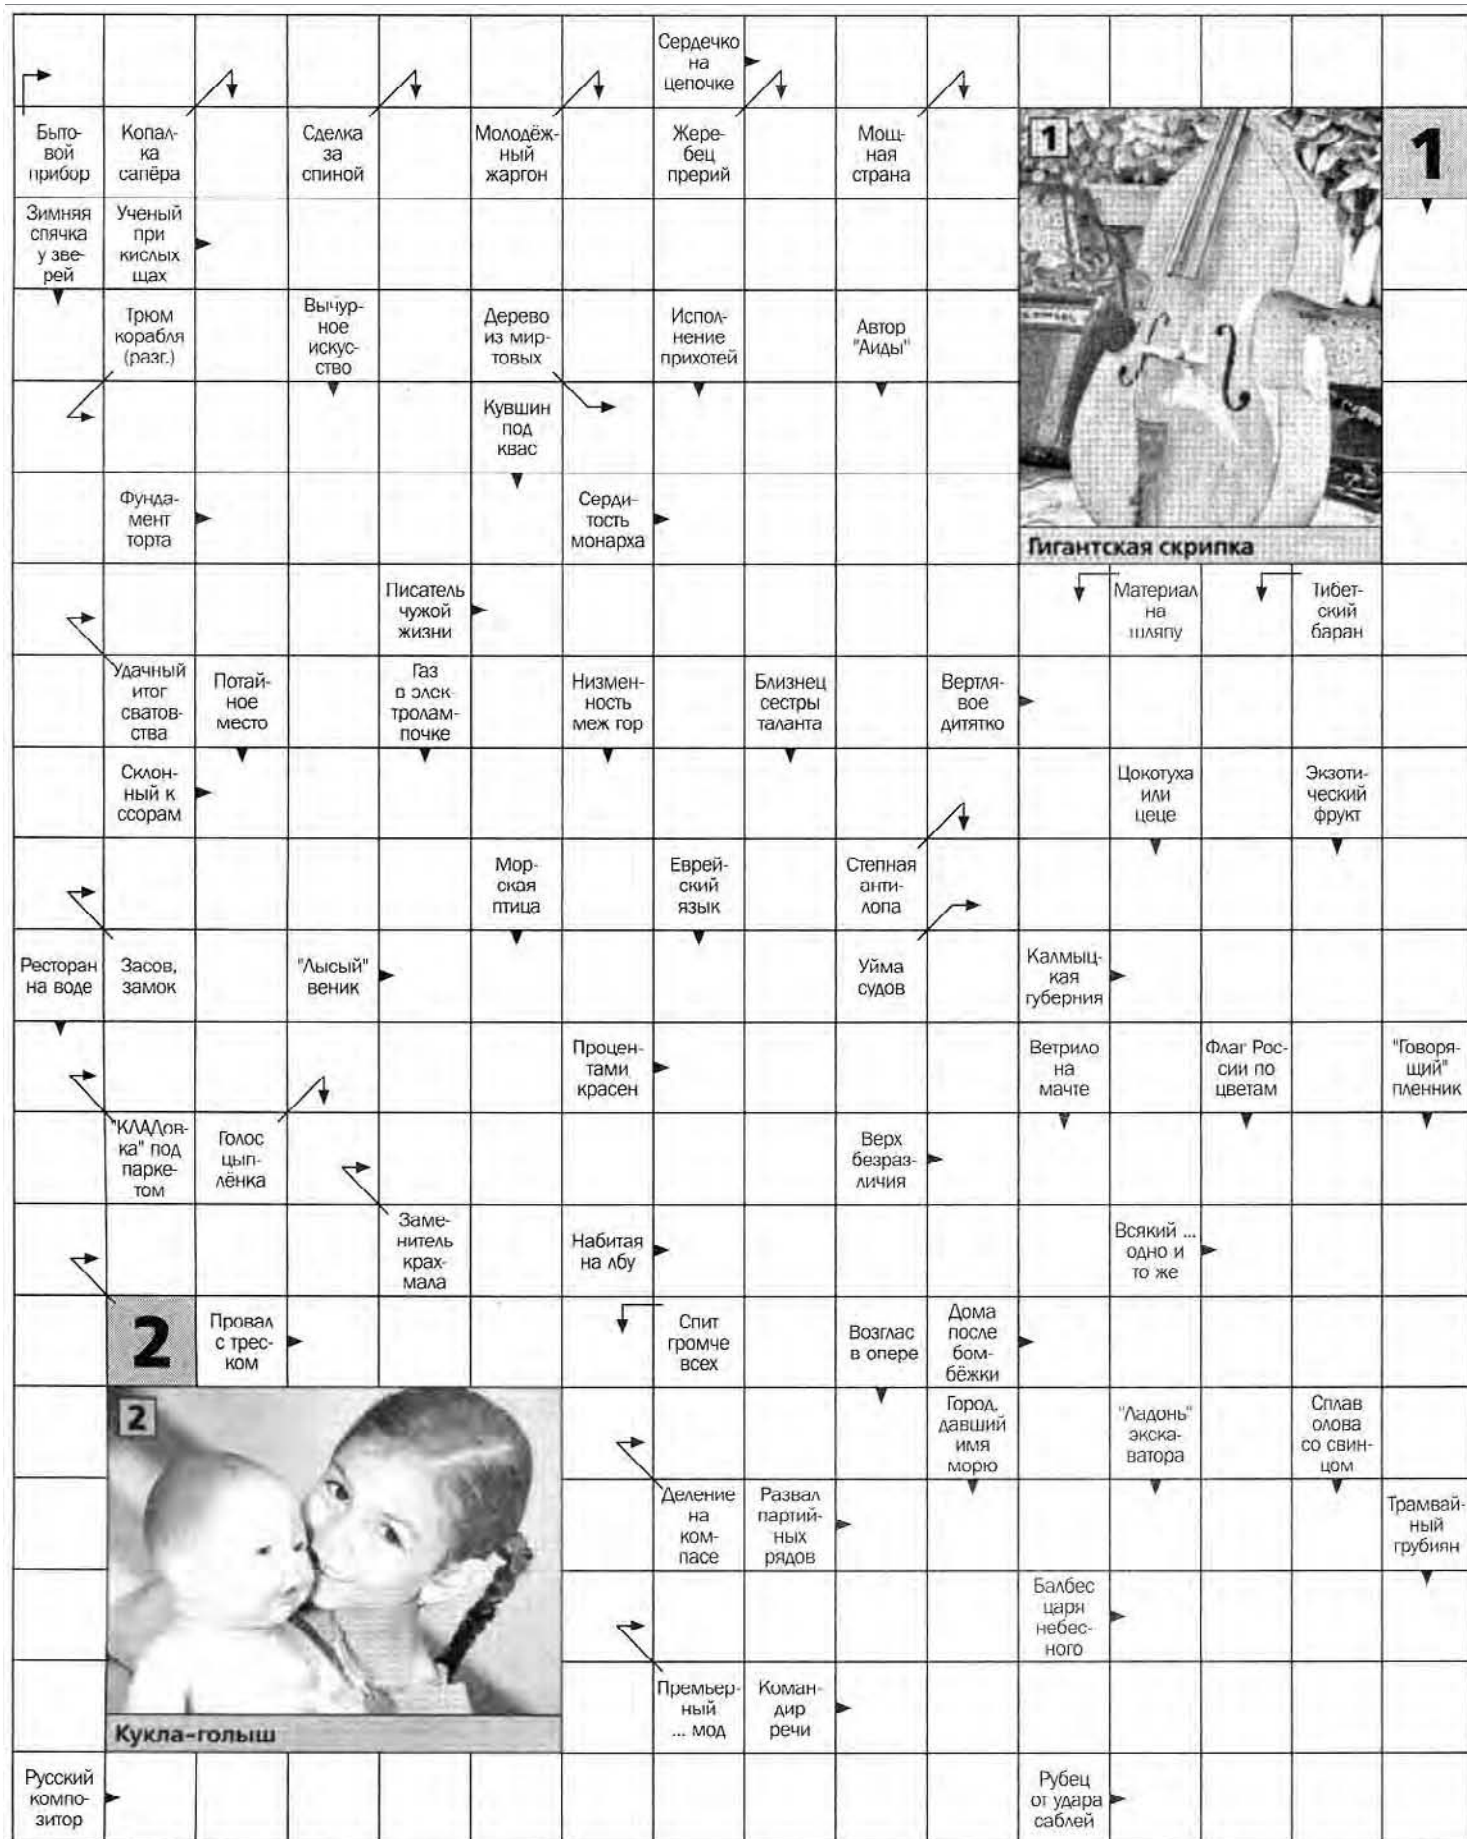 Сердечко
на
цепочке
Быто-
вой
прибор
Копал-
ка
сапёра
Сделка
за
спиной
Молодёж-
ный
жаргон
Жере-
бец
прерий
Мощ-
ная
страна
1
1
Зимняя
спячка
у зве-
рей
Ученый
при
кислых
щах
Трюм
корабля
(разг.)
Вычур-
ное
искус-
ство
Дерево
из мир-
товых
Испол-
нение
прихотей
Автор
"Аиды"
Кувшин
под
квас
Фунда-
мент
торта
Серди-
тость
монарха
Гигантская скрипка
Писатель
чужой
жизни
Материал
на
шляпу
Тибет-
ский
баран
Удачный
итог
сватов-
ства
Потай-
ное
место
Газ
в элек-
тролам-
почке
Низмен-
ность
меж гор
Близнец
сестры
таланта
Вертля-
вое
дитятко
Склон-
ный к
ссорам
Цокотуха
или
цеце
Экзоти-
ческий
фрукт
Мор-
ская
птица
Еврей-
ский
язык
Степная
анти-
лопа
Ресторан
на воде
Засов,
замок
"Лысый"
веник
Уйма
судов
Калмыц-
кая
губерния
Процен-
тами
красен
Ветрило
на
мачте
Флаг Рос-
сии по
цветам
"Говоря-
щий"
пленник
"КЛАДов-
ка" под
парке-
том
Голос
цып-
лёнка
Верх
безраз-
личия
Заме-
нитель
крах-
мала
Набитая
на лбу
Всякий ...
одно и
то же
2
Провал
с трес-
ком
Спит
громче
всех
Возглас
в опере
Дома
после
бом-
бёжки
2
Город,
давший
имя
морю
"Ладонь"
экска-
ватора
Сплав
олова
со свин-
цом
Деление
на
ком-
пасе
Развал
партий-
ных
рядов
Трамвай-
ный
грубиян
Балбес
царя
небес-
ного
Премьер-
ный
... мод
Коман-
дир
речи
Кукла-голыш
Русский
компо-
зитор
Рубец
от удара
саблей